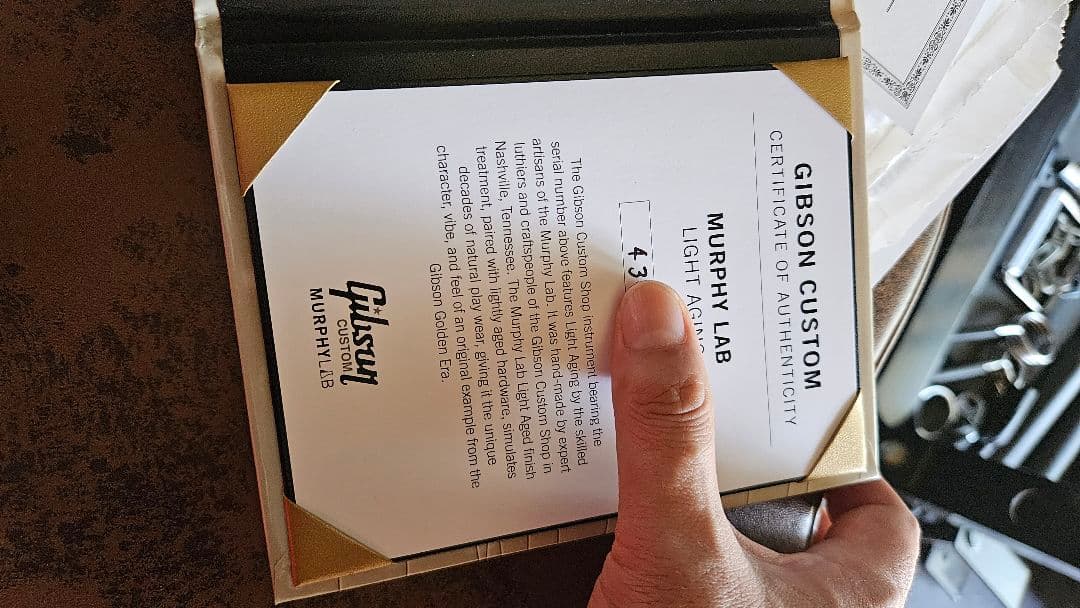 GIBSON CUSTOM
CERTIFICATE OF AUTHENTICITY
MURPHY LAB
LIGHT AGING
4 3
The Gibson Custom Shop instrument bearing the
serial number above features Light Aging by the skilled
artisans of the Murphy Lab. It was hand-made by expert
luthiers and craftspeople of the Gibson Custom Shop in
Nashville, Tennessee. The Murphy Lab Light Aged finish
treatment, paired with lightly aged hardware, simulates
decades of natural play wear, giving it the unique
character, vibe, and feel of an original example from the
Gibson Golden Era.
Gibson
CUSTOM
MURPHY LAB